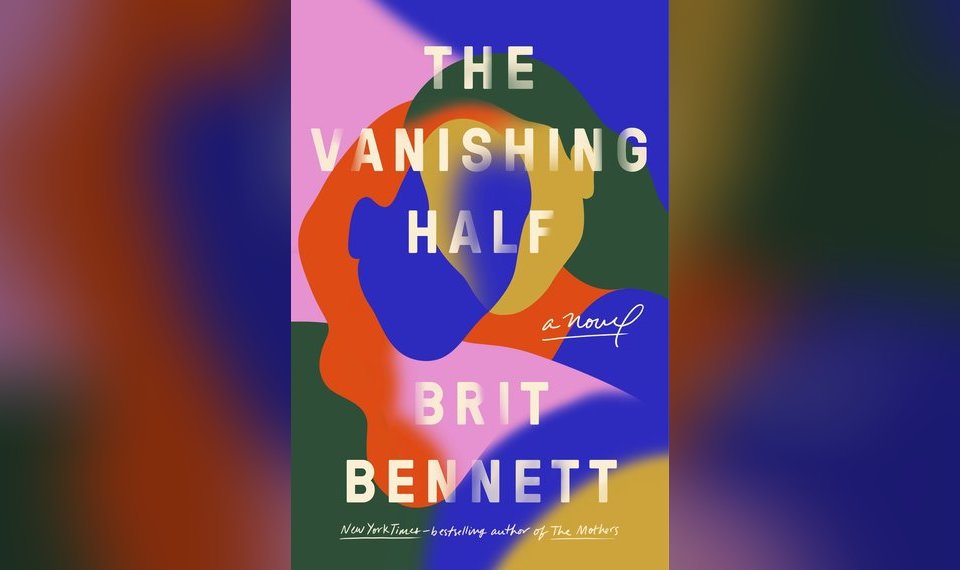 THE
VANISHING
HALF
a novel
BRIT
BENNETT
New York Times–bestselling author of The Mothers